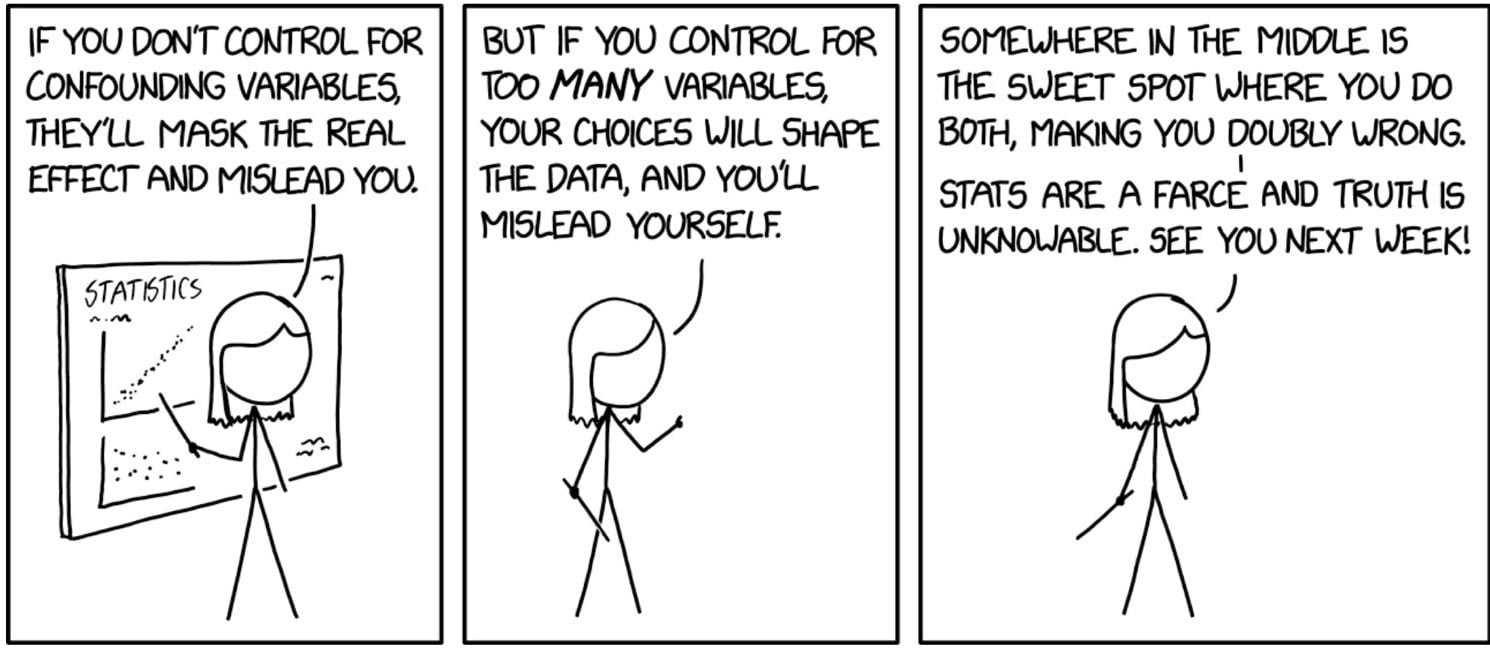 IF YOU DON'T CONTROL FOR
CONFOUNDING VARIABLES,
THEY'LL MASK THE REAL
EFFECT AND MISLEAD YOU.
STATISTICS
BUT IF YOU CONTROL FOR
TOO MANY VARIABLES,
YOUR CHOICES WILL SHAPE
THE DATA, AND YOU'LL
MISLEAD YOURSELF.
SOMEWHERE IN THE MIDDLE IS
THE SWEET SPOT WHERE YOU DO
BOTH, MAKING YOU DOUBLY WRONG.
STATS ARE A FARCE AND TRUTH IS
UNKNOWABLE. SEE YOU NEXT WEEK!